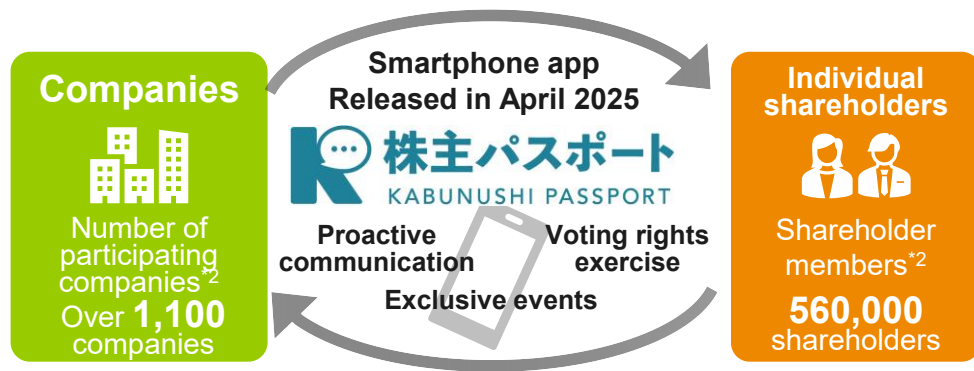 Companies
Number of
participating
companies*2
Over 1,100
companies
Smartphone app
Released in April 2025
株主パスポート
KABUNUSHI PASSPORT
Proactive
communication
Voting rights
exercise
Exclusive events
Individual
shareholders
Shareholder
members*2
560,000
shareholders